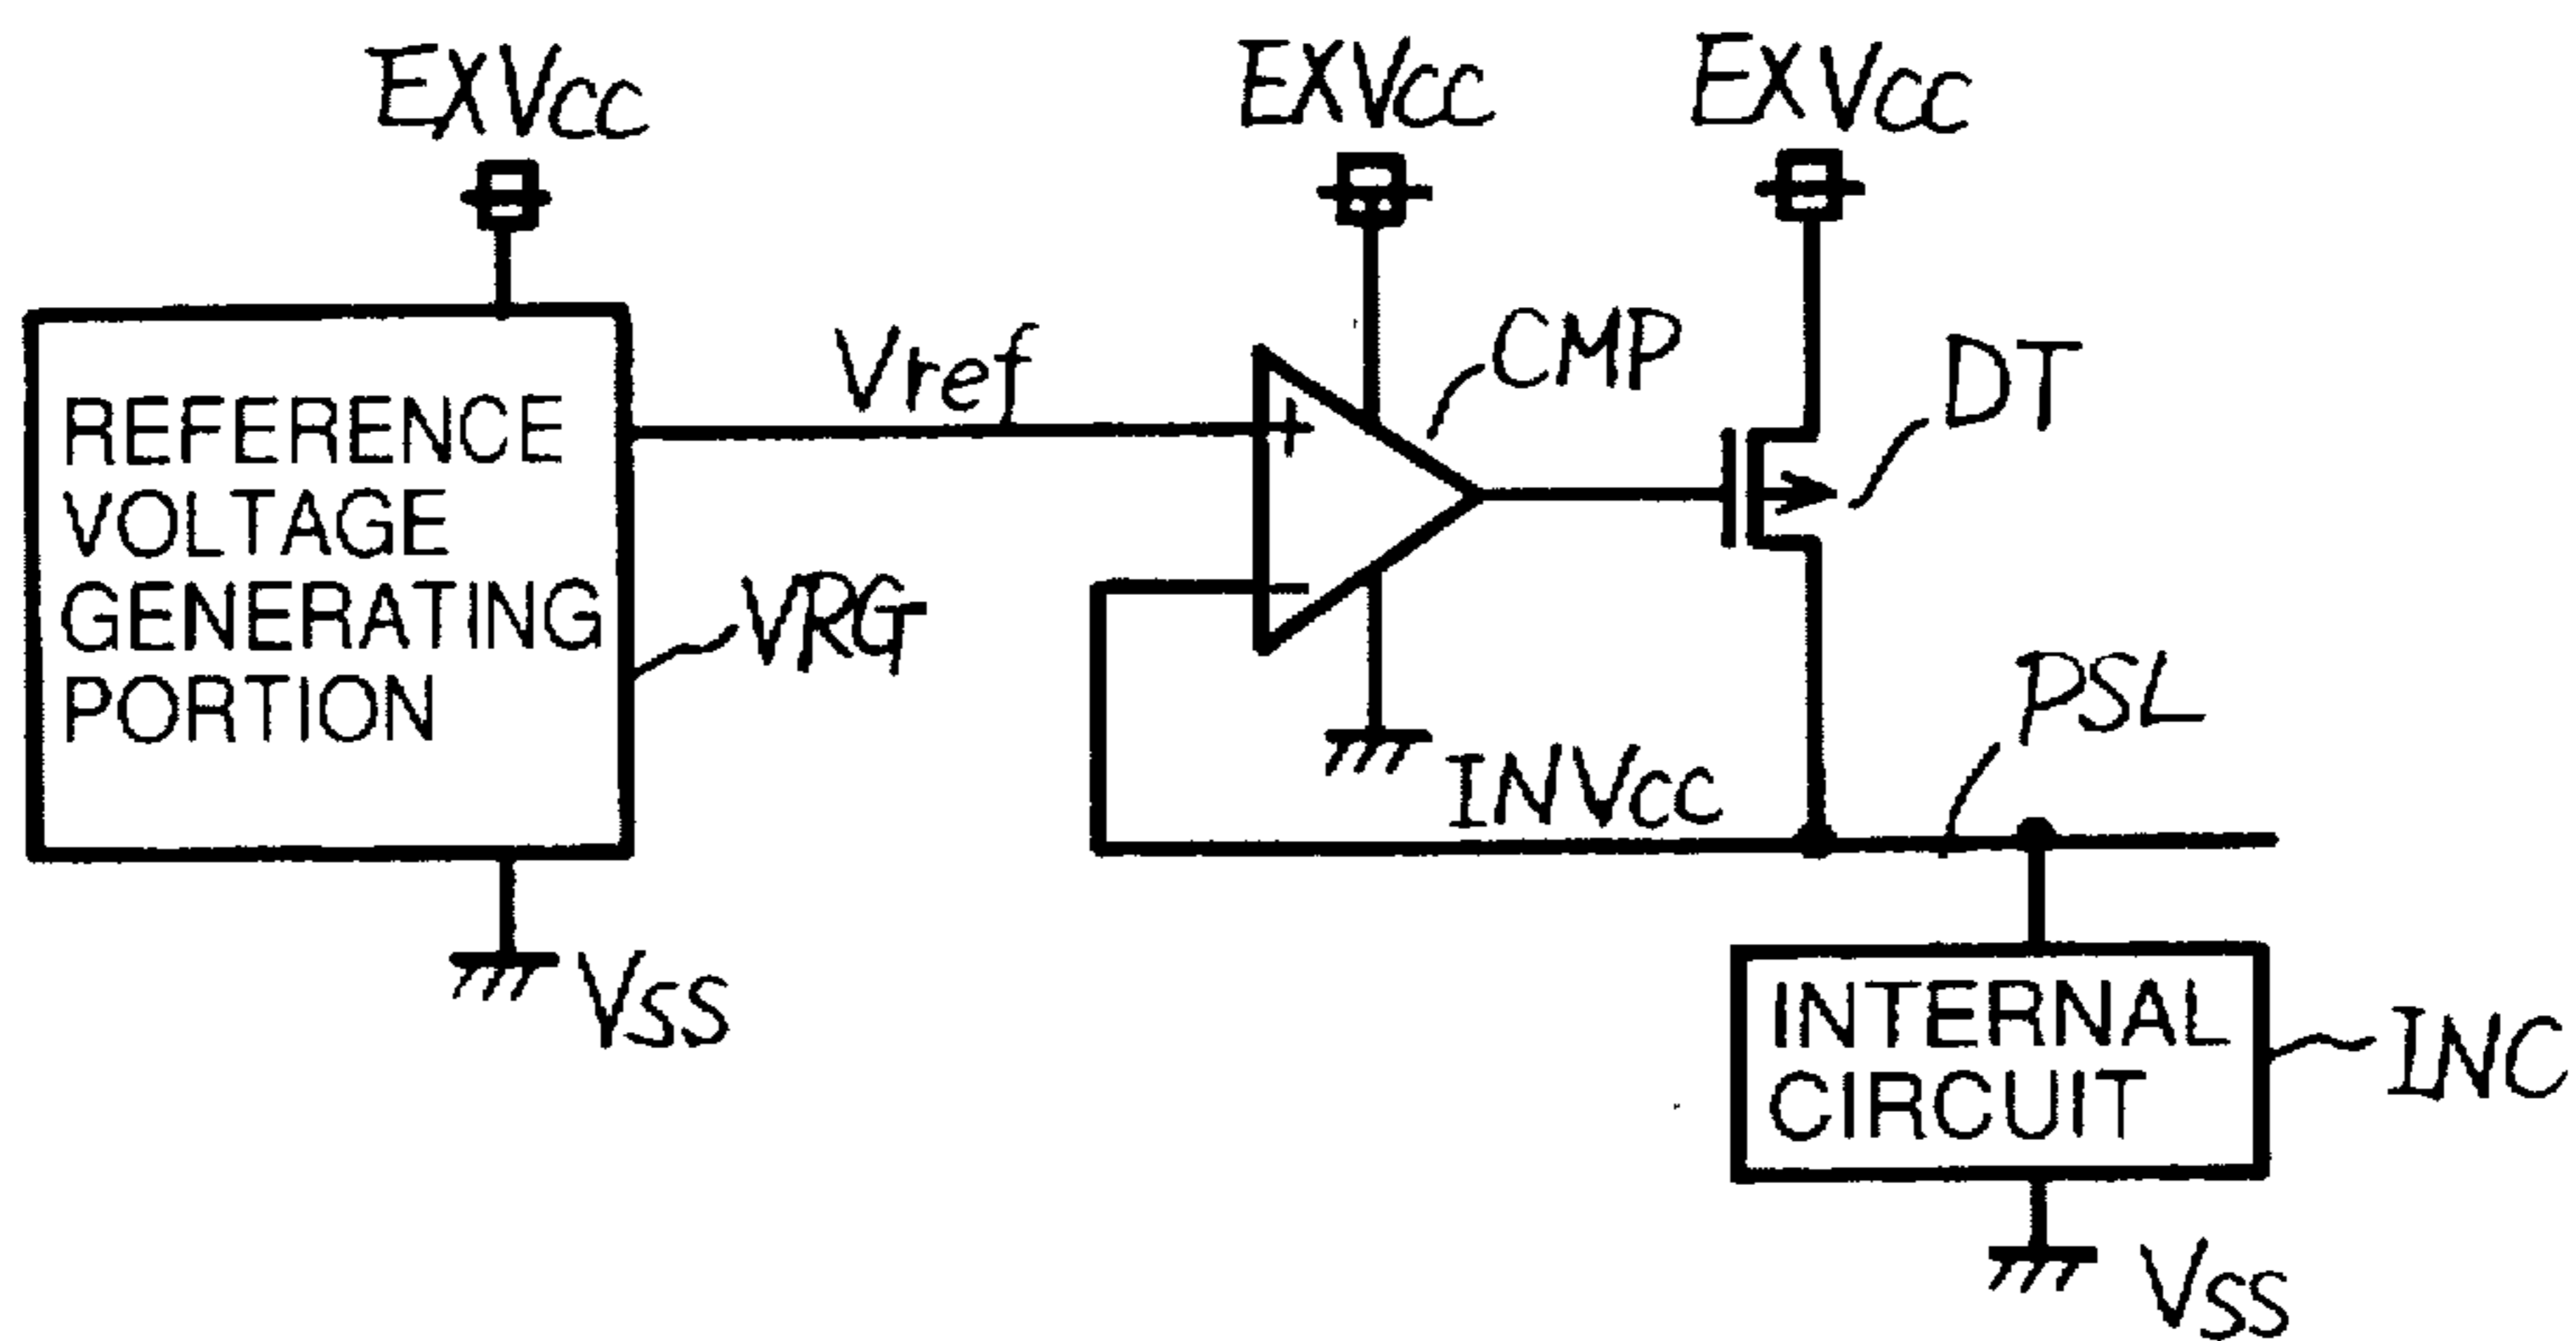 EXVCC
EXVCC
EXVCC
Vref
CMP
DT
REFERENCE
VOLTAGE
GENERATING
PORTION
+
−
VRG
PSL
INVCC
VSS
INTERNAL
CIRCUIT
INC
VSS